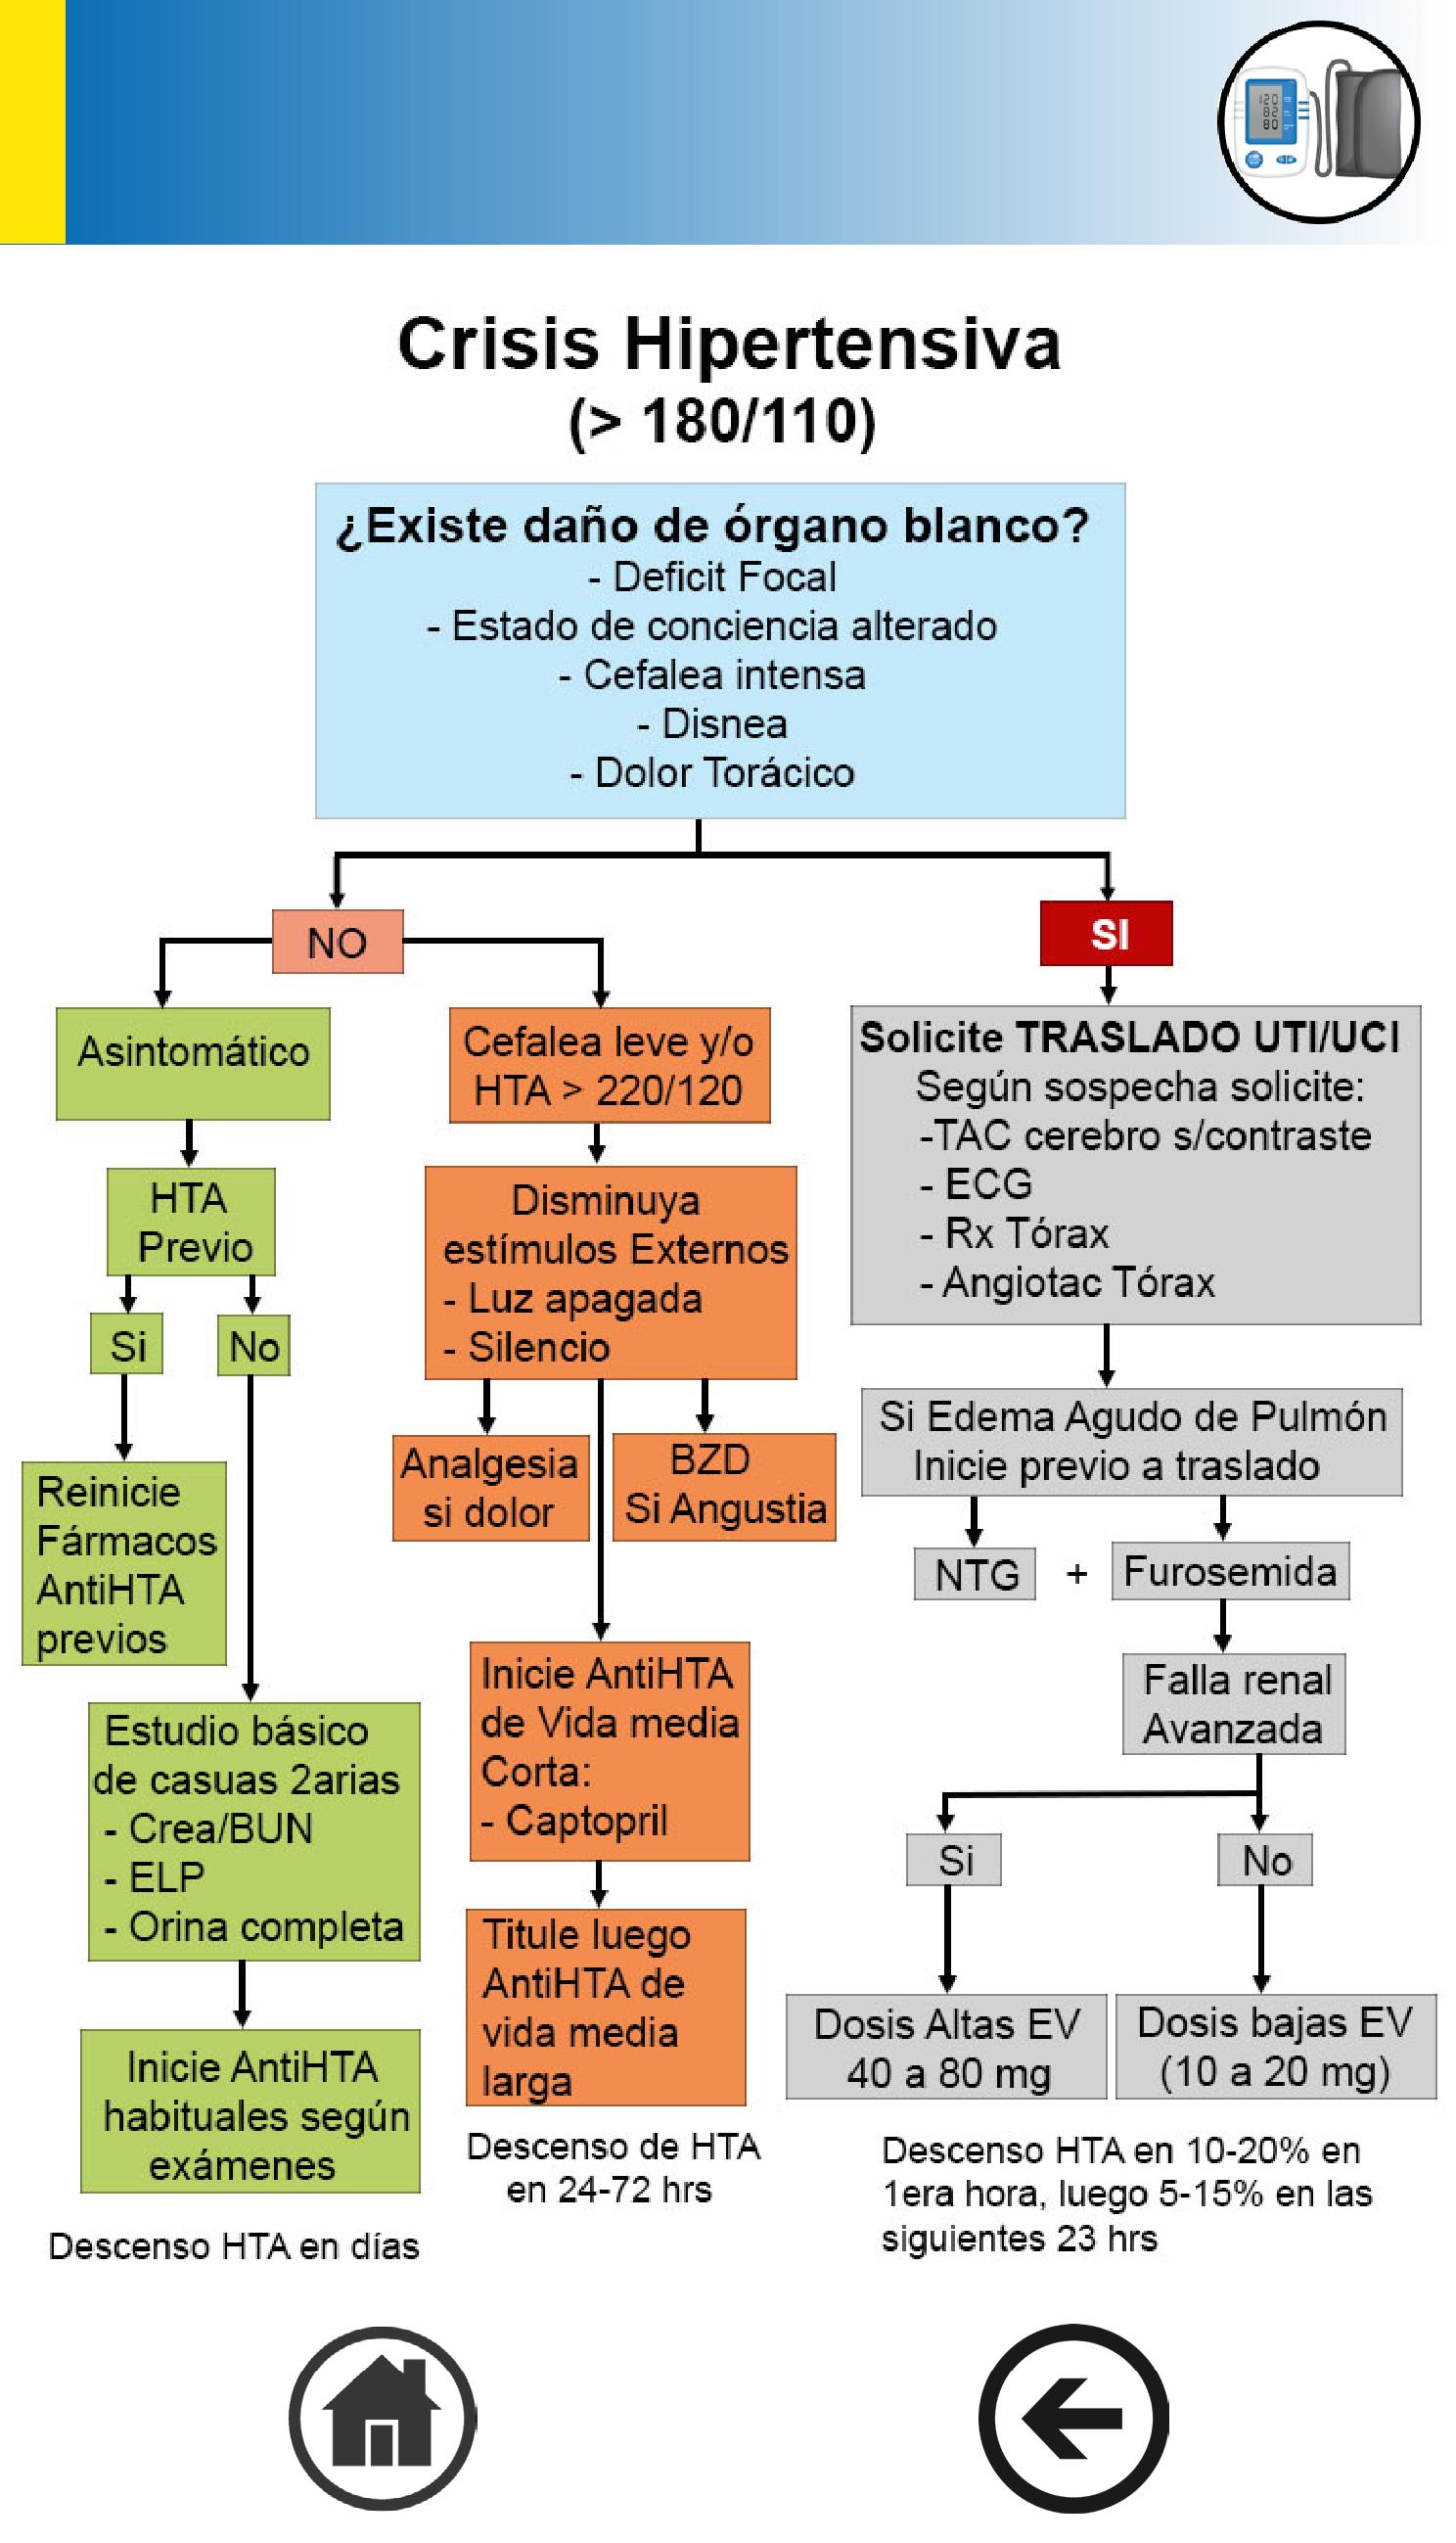 120
82
80
Crisis Hipertensiva
(> 180/110)
¿Existe daño de órgano blanco?
- Deficit Focal
- Estado de conciencia alterado
- Cefalea intensa
- Disnea
- Dolor Torácico
NO
SI
Asintomático
HTA
Previo
Si
No
Reinicie
Fármacos
AntiHTA
previos
Estudio básico
de casuas 2arias
- Crea/BUN
- ELP
- Orina completa
Inicie AntiHTA
habituales según
exámenes
Descenso HTA en días
Cefalea leve y/o
HTA > 220/120
Disminuya
estímulos Externos
- Luz apagada
- Silencio
Analgesia
si dolor
BZD
Si Angustia
Inicie AntiHTA
de Vida media
Corta:
- Captopril
Titule luego
AntiHTA de
vida media
larga
Descenso de HTA
en 24-72 hrs
Solicite TRASLADO UTI/UCI
Según sospecha solicite:
-TAC cerebro s/contraste
- ECG
- Rx Tórax
- Angiotac Tórax
Si Edema Agudo de Pulmón
Inicie previo a traslado
NTG + Furosemida
Falla renal
Avanzada
Si
No
Dosis Altas EV
40 a 80 mg
Dosis bajas EV
(10 a 20 mg)
Descenso HTA en 10-20% en
1era hora, luego 5-15% en las
siguientes 23 hrs